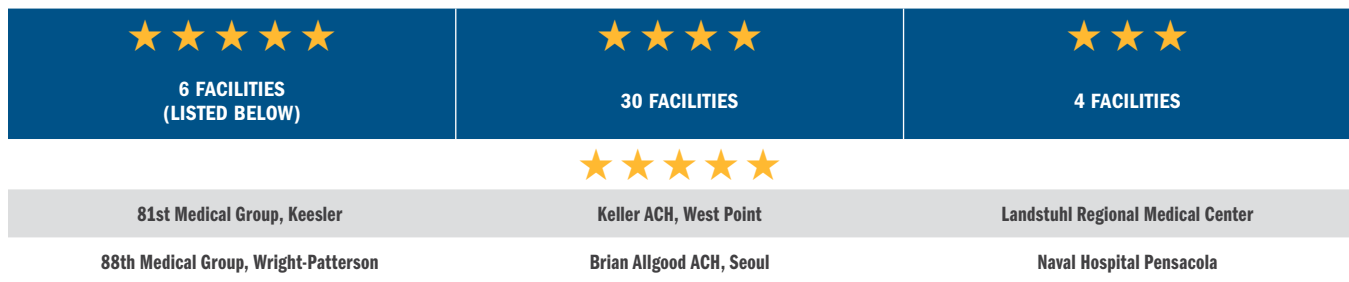 6 FACILITIES
(LISTED BELOW)
30 FACILITIES
4 FACILITIES
81st Medical Group, Keesler
Keller ACH, West Point
Landstuhl Regional Medical Center
88th Medical Group, Wright-Patterson
Brian Allgood ACH, Seoul
Naval Hospital Pensacola